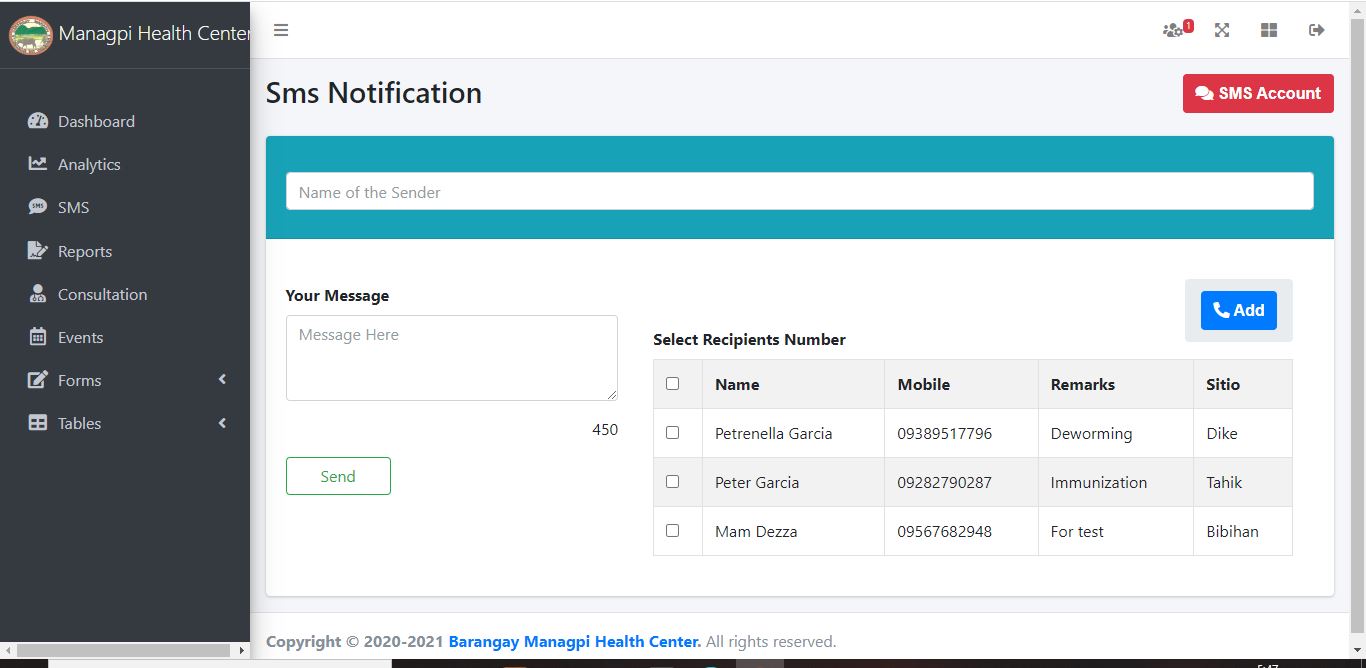 Managpi Health Center
1
Sms Notification
SMS Account
Name of the Sender
Dashboard
Analytics
SMS
Reports
Consultation
Events
Forms
Tables
Your Message
Message Here
450
Send
Add
Select Recipients Number
Name Mobile Remarks Sitio
Petrenella Garcia 09389517796 Deworming Dike
Peter Garcia 09282790287 Immunization Tahik
Mam Dezza 09567682948 For test Bibihan
Copyright © 2020-2021 Barangay Managpi Health Center. All rights reserved.